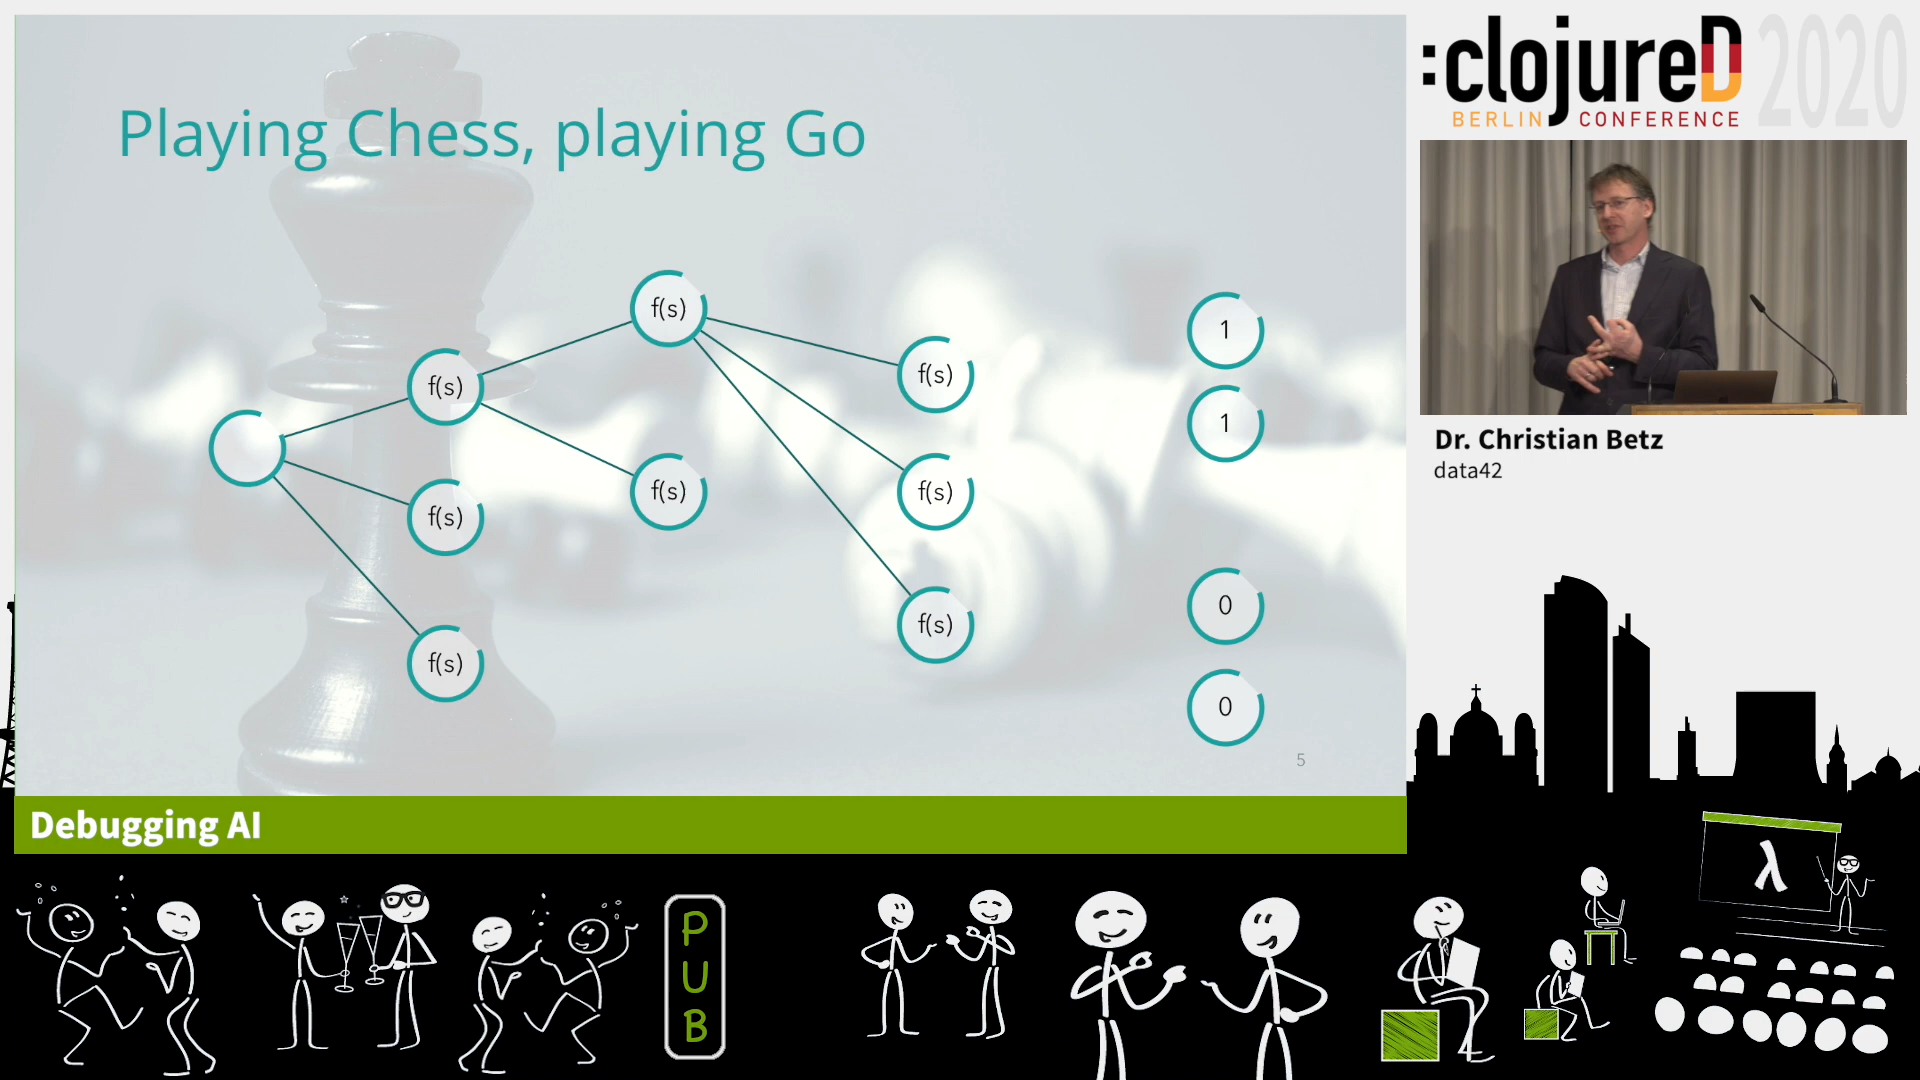 Playing Chess, playing Go
f(s)
f(s)
f(s)
f(s)
f(s)
f(s)
f(s)
f(s)
1
1
0
0
5
Debugging AI
:clojureD 2020
BERLIN CONFERENCE
Dr. Christian Betz
data42
PUB
λ